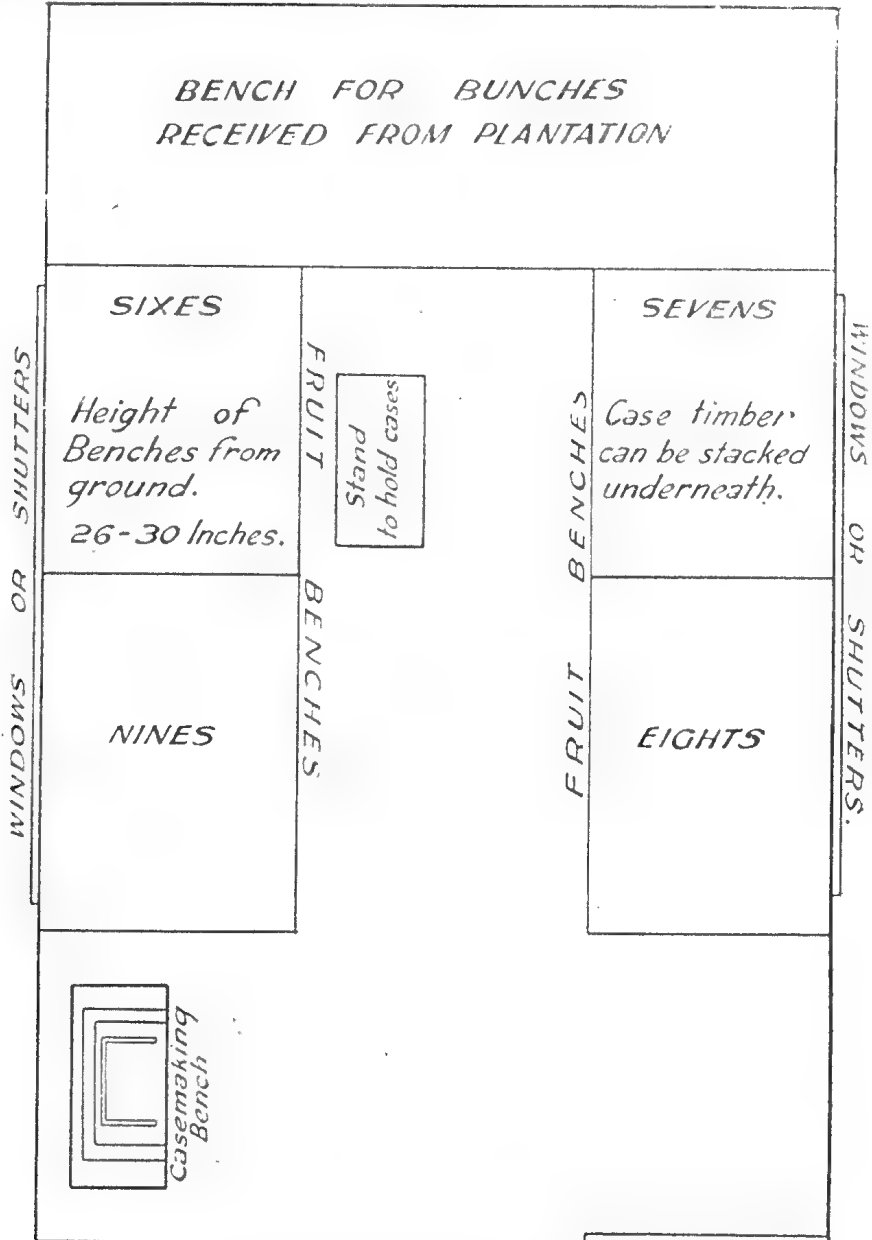 BENCH FOR BUNCHES
RECEIVED FROM PLANTATION
SIXES
Height of
Benches from
ground.
26-30 Inches.
NINES
WINDOWS OR SHUTTERS
FRUIT BENCHES
Stand
to hold cases
FRUIT BENCHES
SEVENS
Case timber
can be stacked
underneath.
EIGHTS
WINDOWS OR SHUTTERS.
Casemaking
Bench